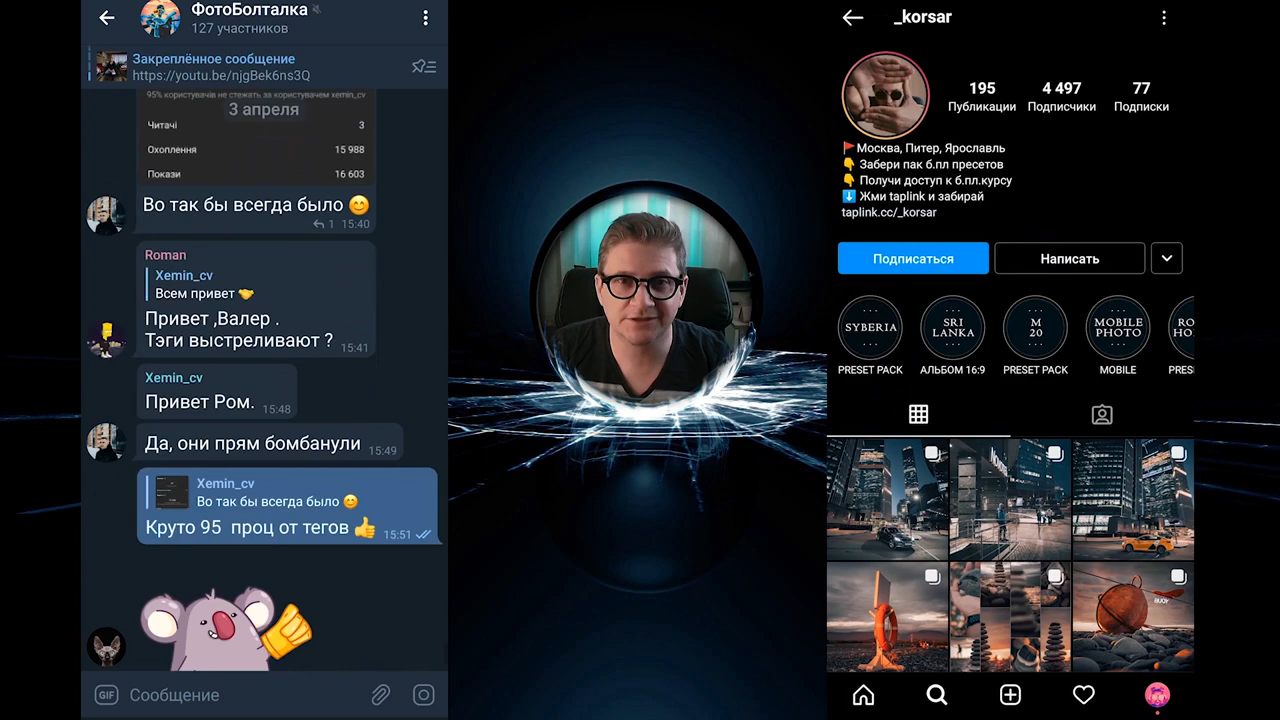 ФотоБолталка
127 участников
Закреплённое сообщение
https://youtu.be/njgBek6ns3Q
95% користувачів не стежать за користувачем xemin_cv
3 апреля
Читачі 3
Охоплення 15 988
Покази 16 603
Во так бы всегда было 😊
1 15:40
Roman
Xemin_cv
Всем привет 🤝
Привет ,Валер .
Тэги выстреливают ? 15:41
Xemin_cv
Привет Ром. 15:48
Да, они прям бомбанули 15:49
Xemin_cv
Во так бы всегда было 😊
Круто 95 проц от тегов 👍 15:51
GIF Сообщение
_korsar
195 4 497 77
Публикации Подписчики Подписки
🚩Москва, Питер, Ярославль
👇 Забери пак б.пл пресетов
👇 Получи доступ к б.пл.курсу
⬇️ Жми taplink и забирай
taplink.cc/_korsar
Подписаться Написать
SYBERIA
SRI
LANKA
M
20
MOBILE
PHOTO
RO
HO
PRESET PACK АЛЬБОМ 16:9 PRESET PACK MOBILE PRES